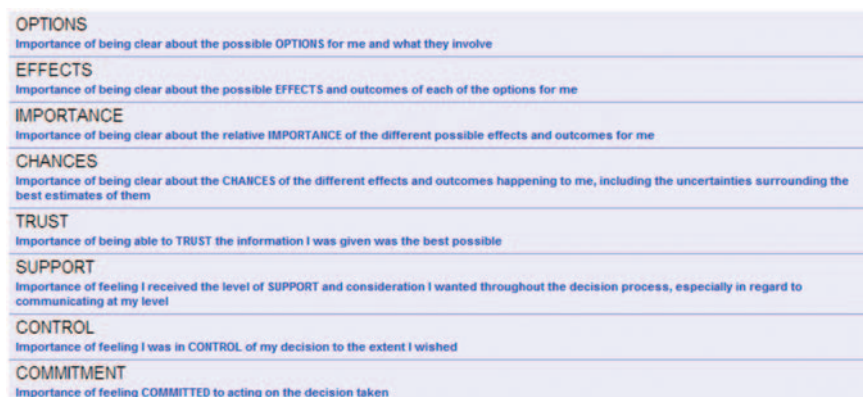 OPTIONS
Importance of being clear about the possible OPTIONS for me and what they involve
EFFECTS
Importance of being clear about the possible EFFECTS and outcomes of each of the options for me
IMPORTANCE
Importance of being clear about the relative IMPORTANCE of the different possible effects and outcomes for me
CHANCES
Importance of being clear about the CHANCES of the different effects and outcomes happening to me, including the uncertainties surrounding the
best estimates of them
TRUST
Importance of being able to TRUST the information I was given was the best possible
SUPPORT
Importance of feeling I received the level of SUPPORT and consideration I wanted throughout the decision process, especially in regard to
communicating at my level
CONTROL
Importance of feeling I was in CONTROL of my decision to the extent I wished
COMMITMENT
Importance of feeling COMMITTED to acting on the decision taken